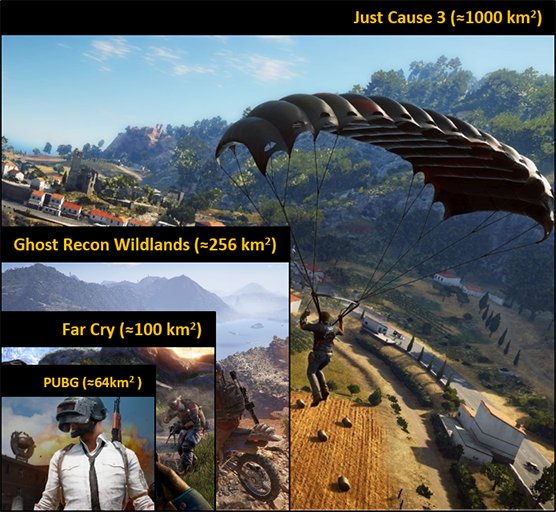 Just Cause 3 (≈1000 km²)
Ghost Recon Wildlands (≈256 km²)
Far Cry (≈100 km²)
PUBG (≈64km² )